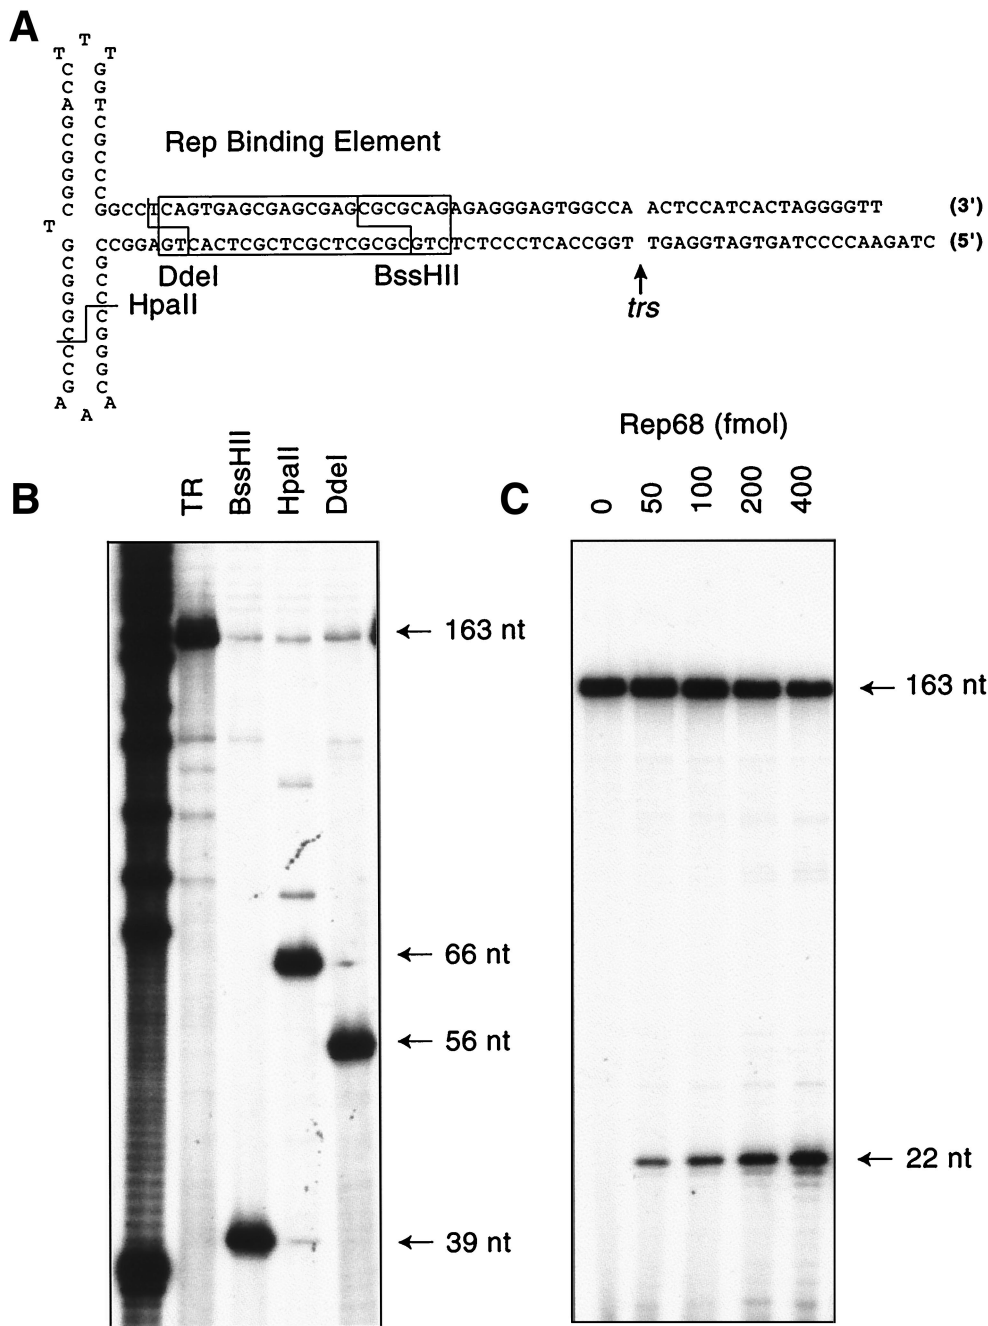 A
T
T T
C G
C G
A T
G C
C G
G C
G C
G C
C GGCCTCAGTGAGCGAGCGAGCGCGCAGAGAGGGAGTGGCCA ACTCCATCACTAGGGGTT (3')
T
G CCGGAGTCACTCGCTCGCTCGCGCGTCTCTCCCTCACCGGT TGAGGTAGTGATCCCCAAGATC (5')
C G
G C
G C
G C
C G
C G
C G
G C
A A
A
Rep Binding Element
DdeI
BssHII
HpaII
trs
B
TR
BssHII
HpaII
DdeI
163 nt
66 nt
56 nt
39 nt
C
Rep68 (fmol)
0 50 100 200 400
163 nt
22 nt